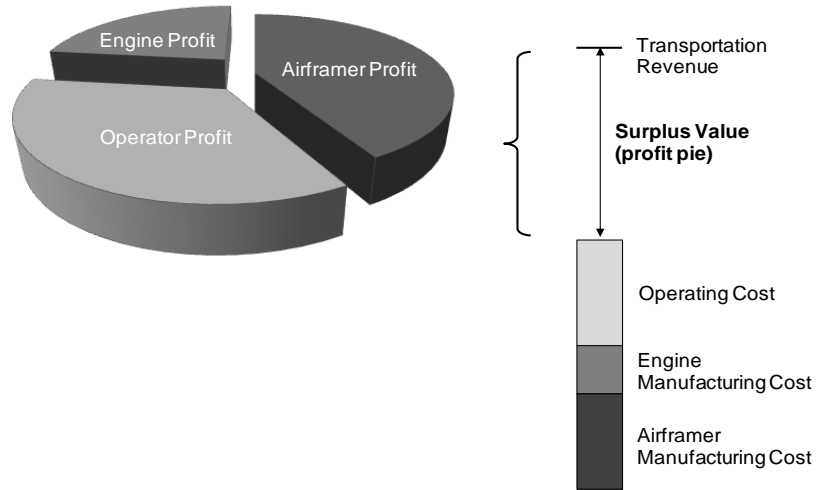 Engine Profit
Airframer Profit
Operator Profit
Transportation
Revenue
Surplus Value
(profit pie)
Operating Cost
Engine
Manufacturing Cost
Airframer
Manufacturing Cost